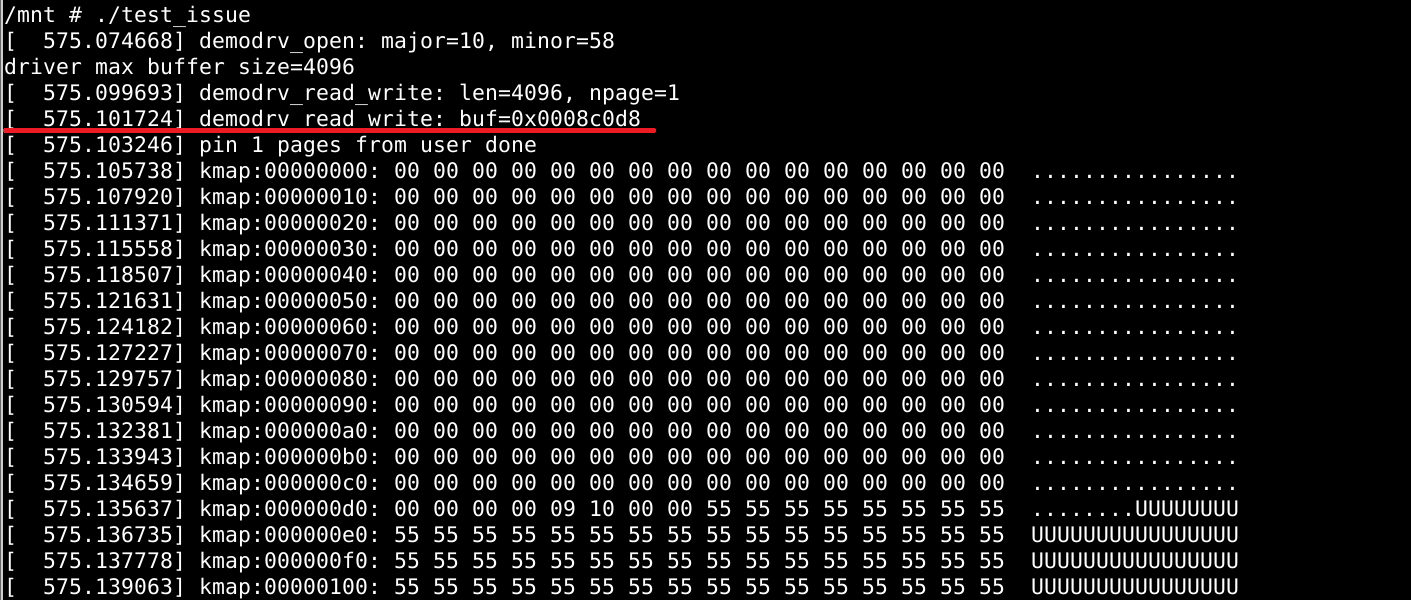 /mnt # ./test_issue
[  575.074668] demodrv_open: major=10, minor=58
driver max buffer size=4096
[  575.099693] demodrv_read_write: len=4096, npage=1
[  575.101724] demodrv_read_write: buf=0x0008c0d8
[  575.103246] pin 1 pages from user done
[  575.105738] kmap:00000000: 00 00 00 00 00 00 00 00 00 00 00 00 00 00 00 00  ................
[  575.107920] kmap:00000010: 00 00 00 00 00 00 00 00 00 00 00 00 00 00 00 00  ................
[  575.111371] kmap:00000020: 00 00 00 00 00 00 00 00 00 00 00 00 00 00 00 00  ................
[  575.115558] kmap:00000030: 00 00 00 00 00 00 00 00 00 00 00 00 00 00 00 00  ................
[  575.118507] kmap:00000040: 00 00 00 00 00 00 00 00 00 00 00 00 00 00 00 00  ................
[  575.121631] kmap:00000050: 00 00 00 00 00 00 00 00 00 00 00 00 00 00 00 00  ................
[  575.124182] kmap:00000060: 00 00 00 00 00 00 00 00 00 00 00 00 00 00 00 00  ................
[  575.127227] kmap:00000070: 00 00 00 00 00 00 00 00 00 00 00 00 00 00 00 00  ................
[  575.129757] kmap:00000080: 00 00 00 00 00 00 00 00 00 00 00 00 00 00 00 00  ................
[  575.130594] kmap:00000090: 00 00 00 00 00 00 00 00 00 00 00 00 00 00 00 00  ................
[  575.132381] kmap:000000a0: 00 00 00 00 00 00 00 00 00 00 00 00 00 00 00 00  ................
[  575.133943] kmap:000000b0: 00 00 00 00 00 00 00 00 00 00 00 00 00 00 00 00  ................
[  575.134659] kmap:000000c0: 00 00 00 00 00 00 00 00 00 00 00 00 00 00 00 00  ................
[  575.135637] kmap:000000d0: 00 00 00 00 09 10 00 00 55 55 55 55 55 55 55 55  ........UUUUUUUU
[  575.136735] kmap:000000e0: 55 55 55 55 55 55 55 55 55 55 55 55 55 55 55 55  UUUUUUUUUUUUUUUU
[  575.137778] kmap:000000f0: 55 55 55 55 55 55 55 55 55 55 55 55 55 55 55 55  UUUUUUUUUUUUUUUU
[  575.139063] kmap:00000100: 55 55 55 55 55 55 55 55 55 55 55 55 55 55 55 55  UUUUUUUUUUUUUUUU